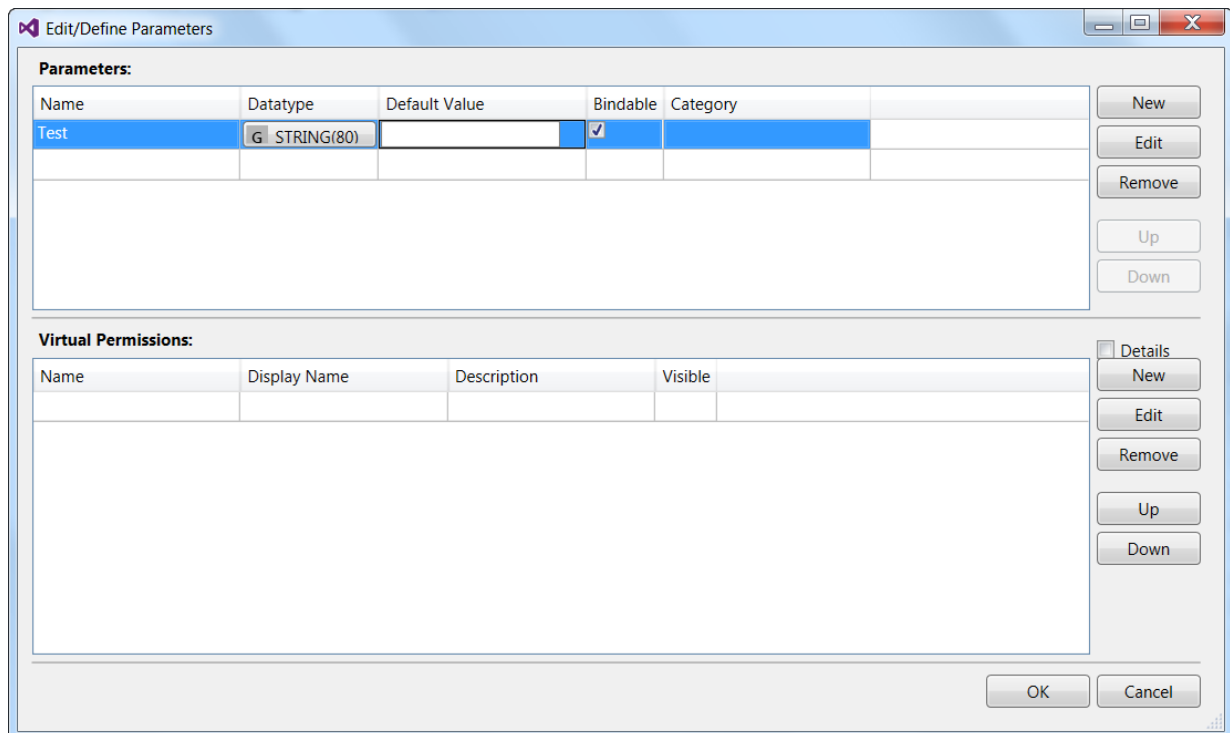 Edit/Define Parameters
Parameters:
Name Datatype Default Value Bindable Category
New
Test G STRING(80)
Edit
Remove
Up
Down
Virtual Permissions:
Details
Name Display Name Description Visible
New
Edit
Remove
Up
Down
OK Cancel